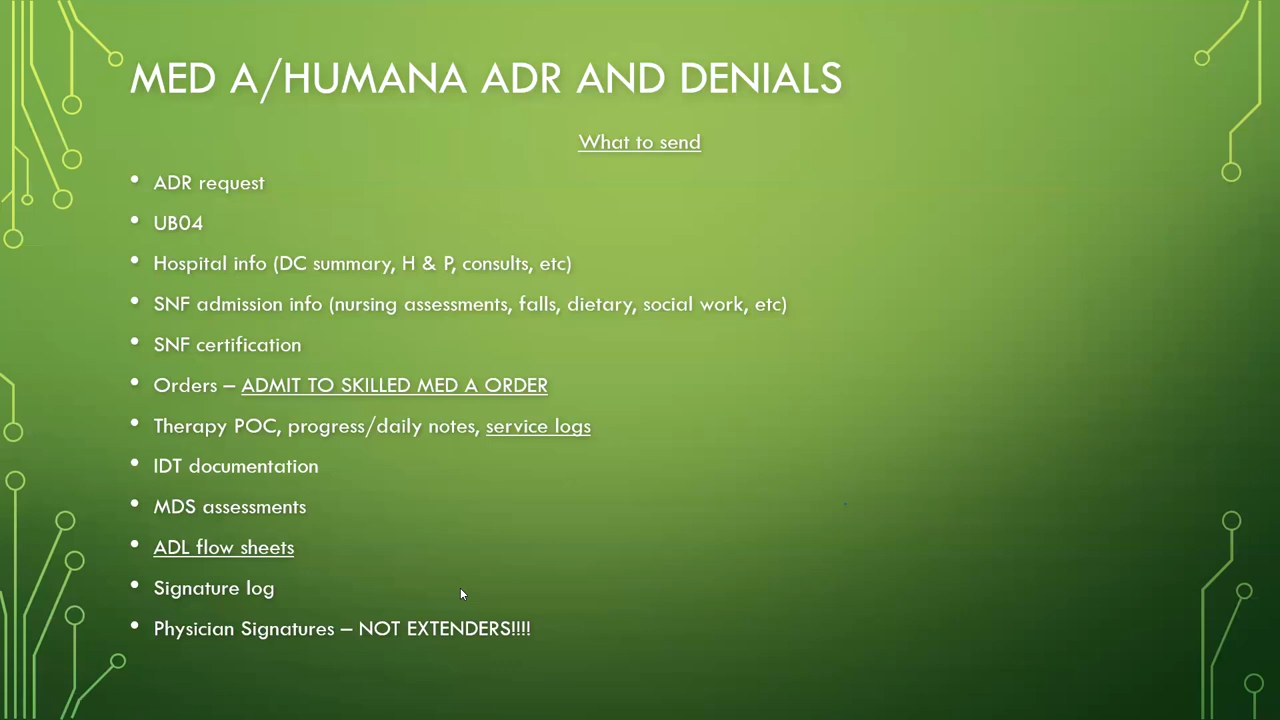 MED A/HUMANA ADR AND DENIALS
What to send
• ADR request
• UB04
• Hospital info (DC summary, H & P, consults, etc)
• SNF admission info (nursing assessments, falls, dietary, social work, etc)
• SNF certification
• Orders – ADMIT TO SKILLED MED A ORDER
• Therapy POC, progress/daily notes, service logs
• IDT documentation
• MDS assessments
• ADL flow sheets
• Signature log
• Physician Signatures – NOT EXTENDERS!!!!